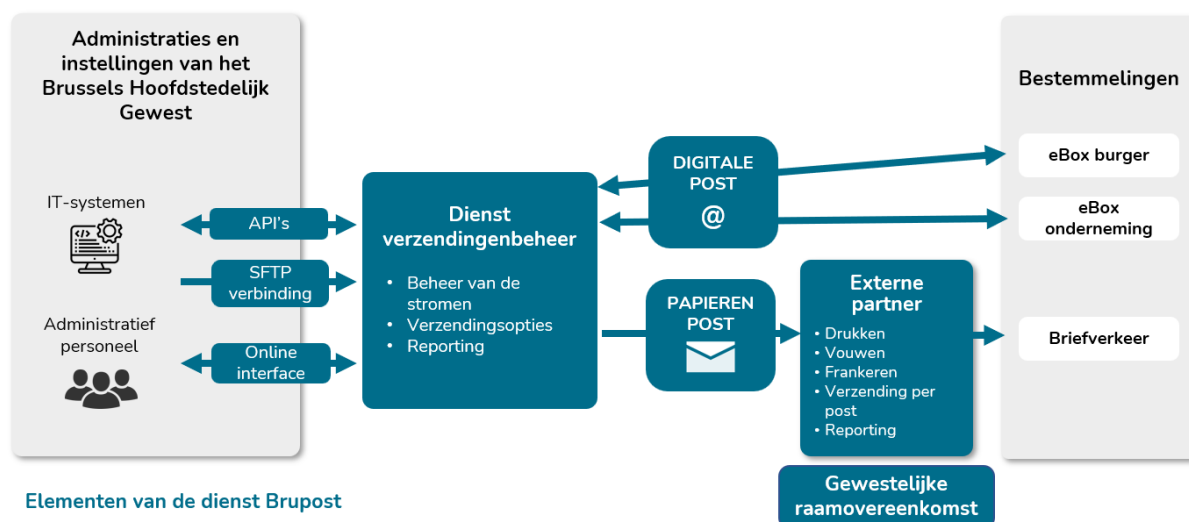 Administraties en
instellingen van het
Brussels Hoofdstedelijk
Gewest
IT-systemen
Administratief
personeel
API's
SFTP
verbinding
Online
interface
Dienst
verzendingenbeheer
• Beheer van de
stromen
• Verzendingsopties
• Reporting
DIGITALE
POST
@
PAPIEREN
POST
Externe
partner
• Drukken
• Vouwen
• Frankeren
• Verzending per
post
• Reporting
Gewestelijke
raamovereenkomst
Bestemmelingen
eBox burger
eBox
onderneming
Briefverkeer
Elementen van de dienst Brupost